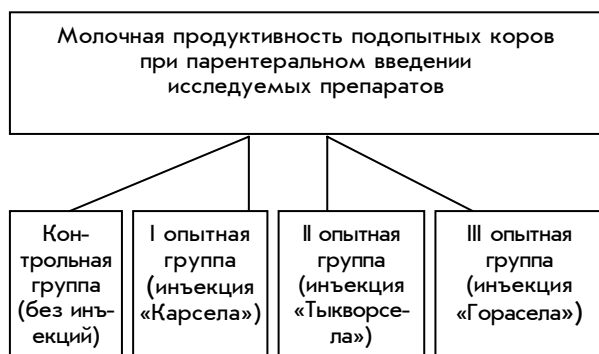 Молочная продуктивность подопытных коров
при парентеральном введении
исследуемых препаратов
Кон-
трольная
группа
(без инъ-
екций)
I опытная
группа
(инъекция
«Карсела»)
II опытная
группа
(инъекция
«Тыкворсе-
ла»)
III опытная
группа
(инъекция
«Горасела»)